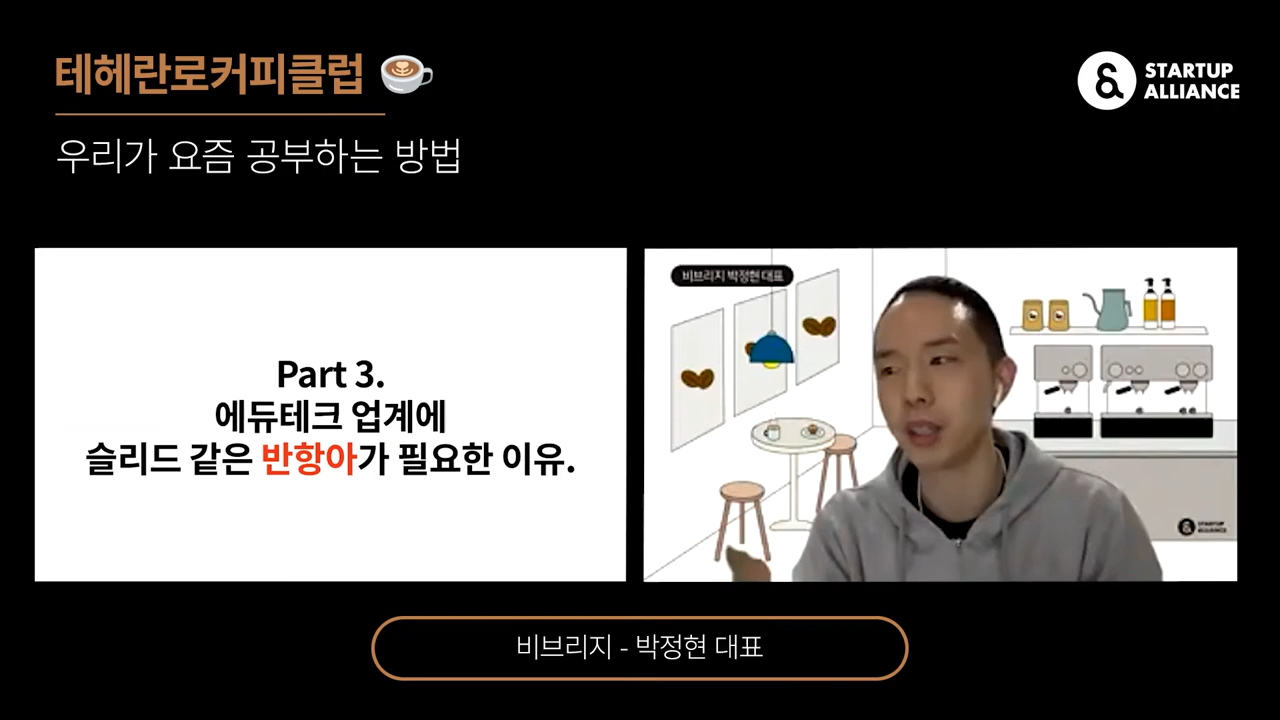 테헤란로커피클럽
STARTUP
ALLIANCE
우리가 요즘 공부하는 방법
Part 3.
에듀테크 업계에
슬리드 같은 반항아가 필요한 이유.
비브리지 박정현 대표
STARTUP
ALLIANCE
비브리지 - 박정현 대표